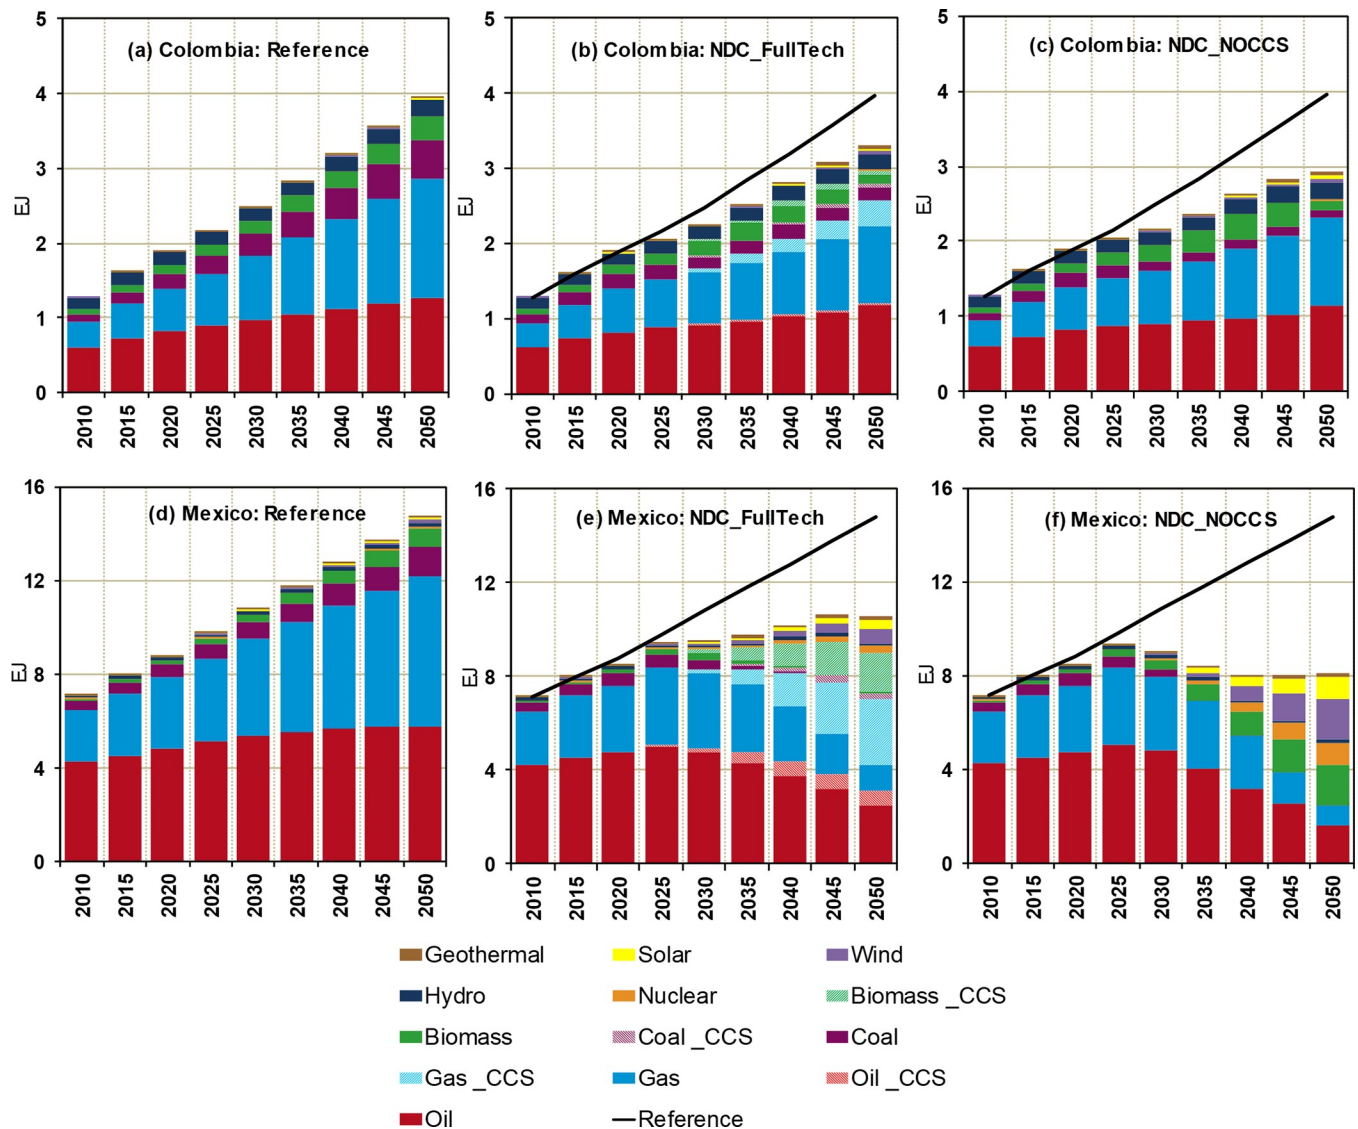 (a) Colombia: Reference
EJ
5
4
3
2
1
0
2010 2015 2020 2025 2030 2035 2040 2045 2050
(b) Colombia: NDC_FullTech
EJ
5
4
3
2
1
0
2010 2015 2020 2025 2030 2035 2040 2045 2050
(c) Colombia: NDC_NOCCS
EJ
5
4
3
2
1
0
2010 2015 2020 2025 2030 2035 2040 2045 2050
(d) Mexico: Reference
EJ
16
12
8
4
0
2010 2015 2020 2025 2030 2035 2040 2045 2050
(e) Mexico: NDC_FullTech
EJ
16
12
8
4
0
2010 2015 2020 2025 2030 2035 2040 2045 2050
(f) Mexico: NDC_NOCCS
EJ
16
12
8
4
0
2010 2015 2020 2025 2030 2035 2040 2045 2050
Geothermal Solar Wind
Hydro Nuclear Biomass _CCS
Biomass Coal _CCS Coal
Gas _CCS Gas Oil _CCS
Oil Reference